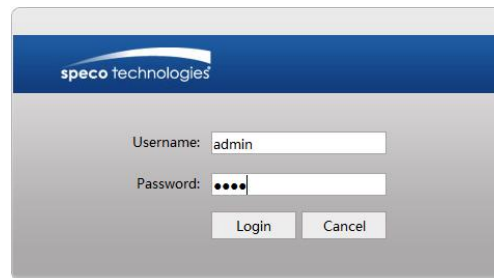 speco technologies
Username: admin
Password: ●●●●
Login Cancel